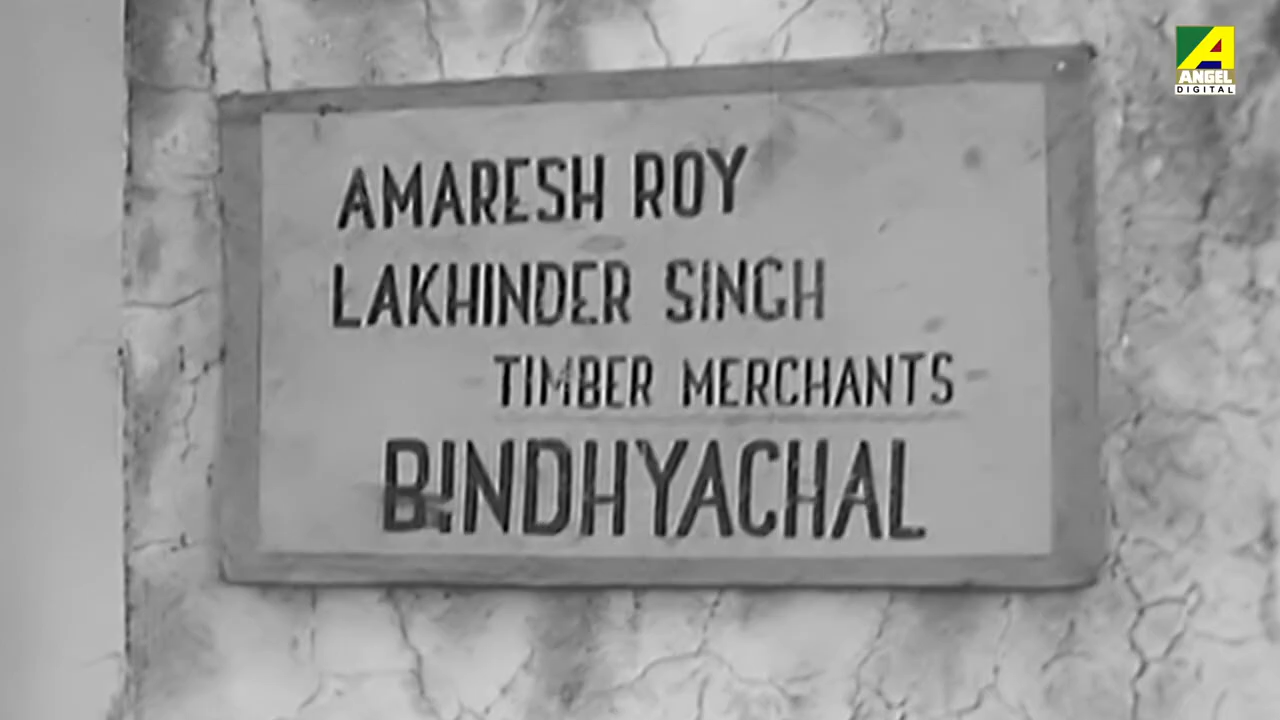 AMARESH ROY
LAKHINDER SINGH
- TIMBER MERCHANTS -
BINDHYACHAL
A
ANGEL
DIGITAL